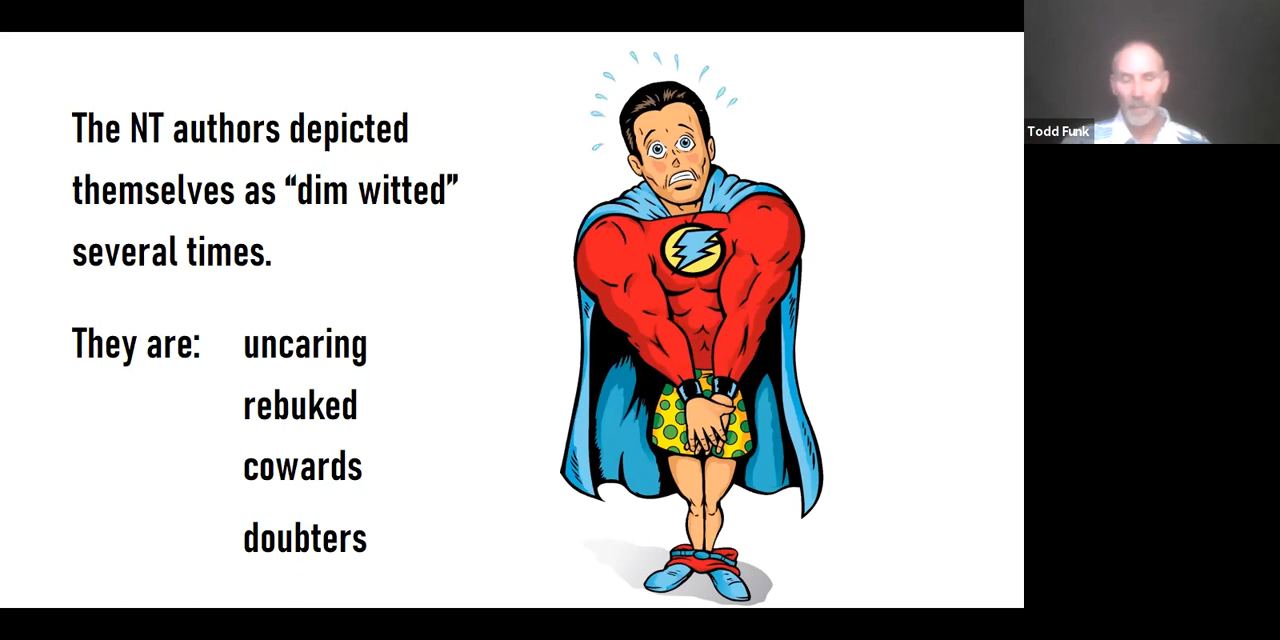 The NT authors depicted
themselves as “dim witted”
several times.
They are: uncaring
rebuked
cowards
doubters
Todd Funk